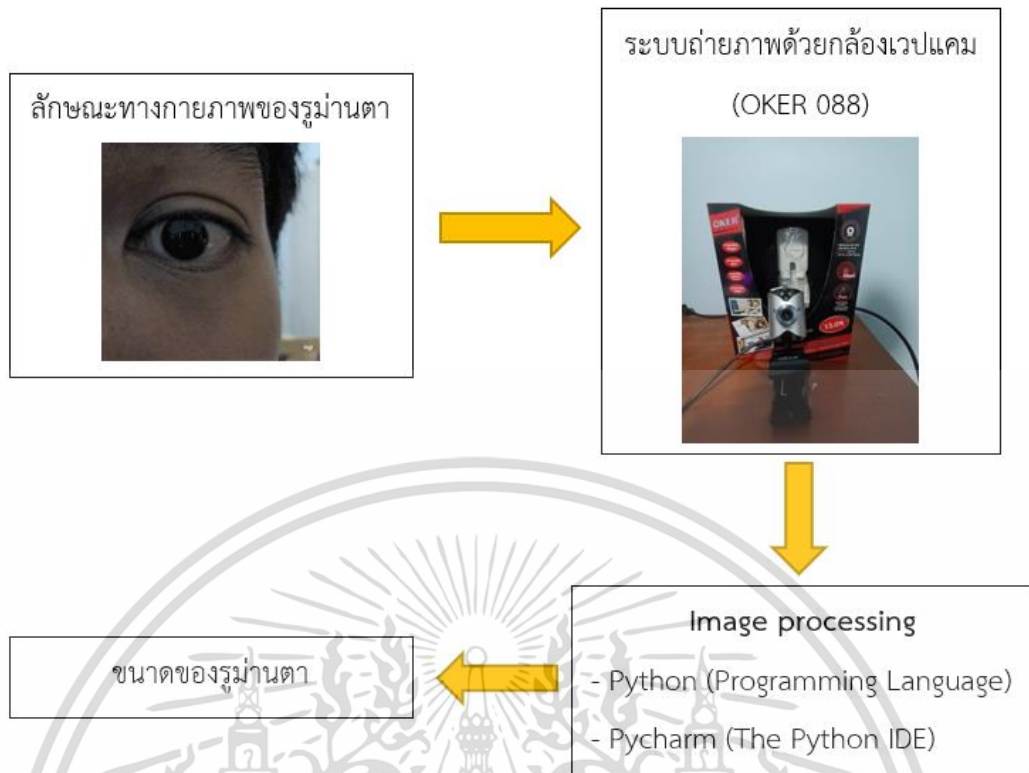 ลักษณะทางกายภาพของรูม่านตา
ระบบถ่ายภาพด้วยกล้องเวปแคม
(OKER 088)
OKER
Image processing
- Python (Programming Language)
- Pycharm (The Python IDE)
ขนาดของรูม่านตา